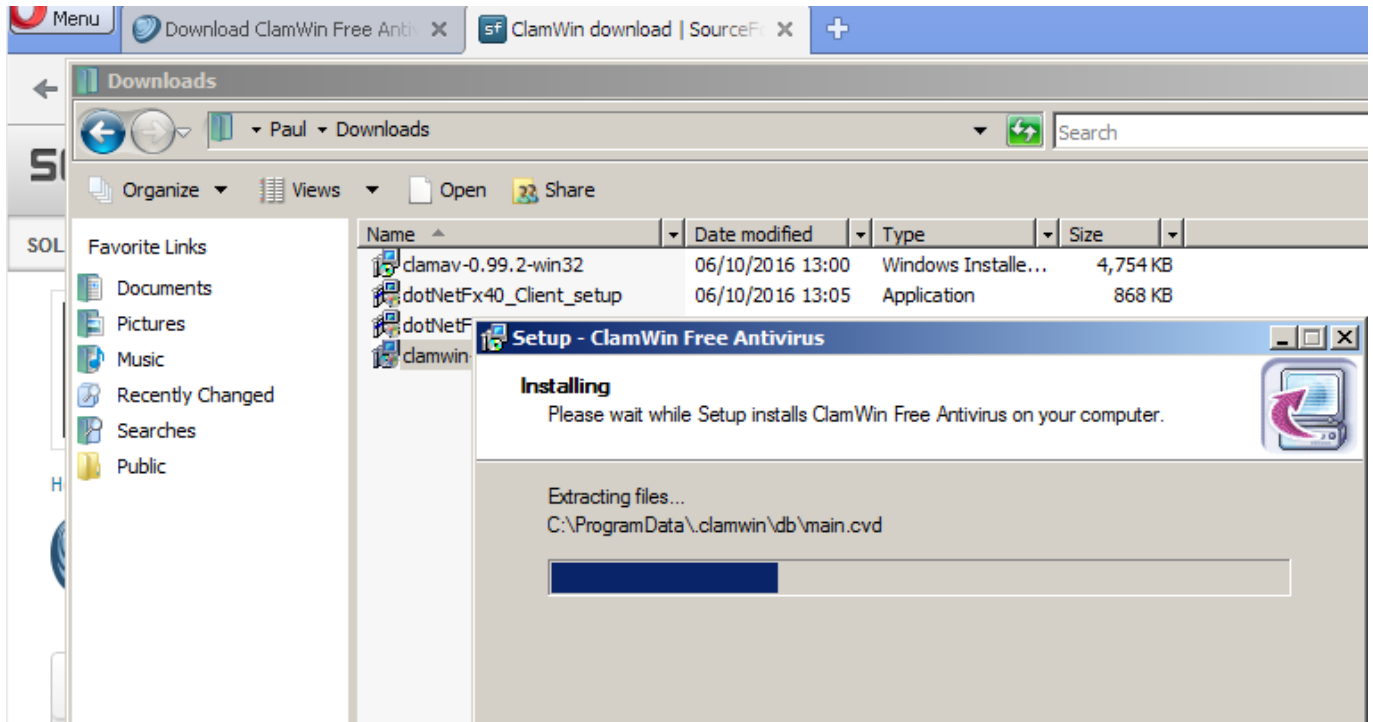 Menu
Download ClamWin Free Anti
ClamWin download | SourceF
Downloads
Paul Downloads
Search
Organize Views Open Share
SOL
Favorite Links
Documents
Pictures
Music
Recently Changed
Searches
Public
Name Date modified Type Size
clamav-0.99.2-win32 06/10/2016 13:00 Windows Installe... 4,754 KB
dotNetFx40_Client_setup 06/10/2016 13:05 Application 868 KB
dotNetF
clamwin-
Setup - ClamWin Free Antivirus
Installing
Please wait while Setup installs ClamWin Free Antivirus on your computer.
Extracting files...
C:\ProgramData\.clamwin\db\main.cvd